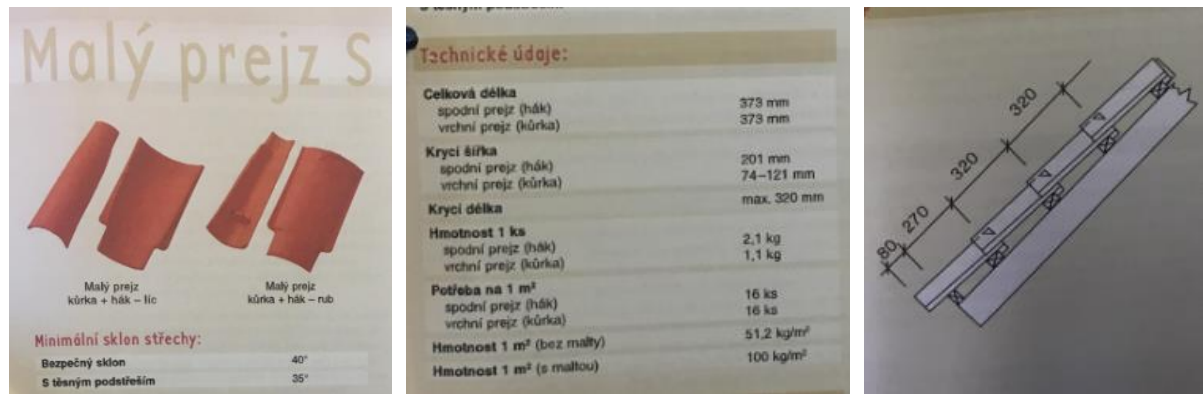 Malý prejz S
Malý prejz
kůrka + hák – líc
Malý prejz
kůrka + hák – rub
Minimální sklon střechy:
Bezpečný sklon 40°
S těsným podstřeším 35°
S těsným
Technické údaje:
Celková délka
spodní prejz (hák) 373 mm
vrchní prejz (kůrka) 373 mm
Krycí šířka
spodní prejz (hák) 201 mm
vrchní prejz (kůrka) 74–121 mm
Krycí délka max. 320 mm
Hmotnost 1 ks
spodní prejz (hák) 2,1 kg
vrchní prejz (kůrka) 1,1 kg
Potřeba na 1 m²
spodní prejz (hák) 16 ks
vrchní prejz (kůrka) 16 ks
Hmotnost 1 m² (bez malty) 51,2 kg/m²
Hmotnost 1 m² (s maltou) 100 kg/m²
320
320
270
80